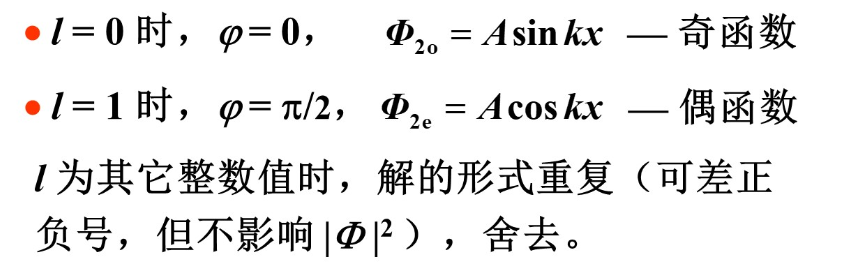 • l = 0 时，φ= 0， Φ₂ₒ = A sin kx — 奇函数
• l = 1 时，φ= π/2， Φ₂ₑ = A cos kx — 偶函数
l 为其它整数值时，解的形式重复（可差正
负号，但不影响 |Φ|² ），舍去。